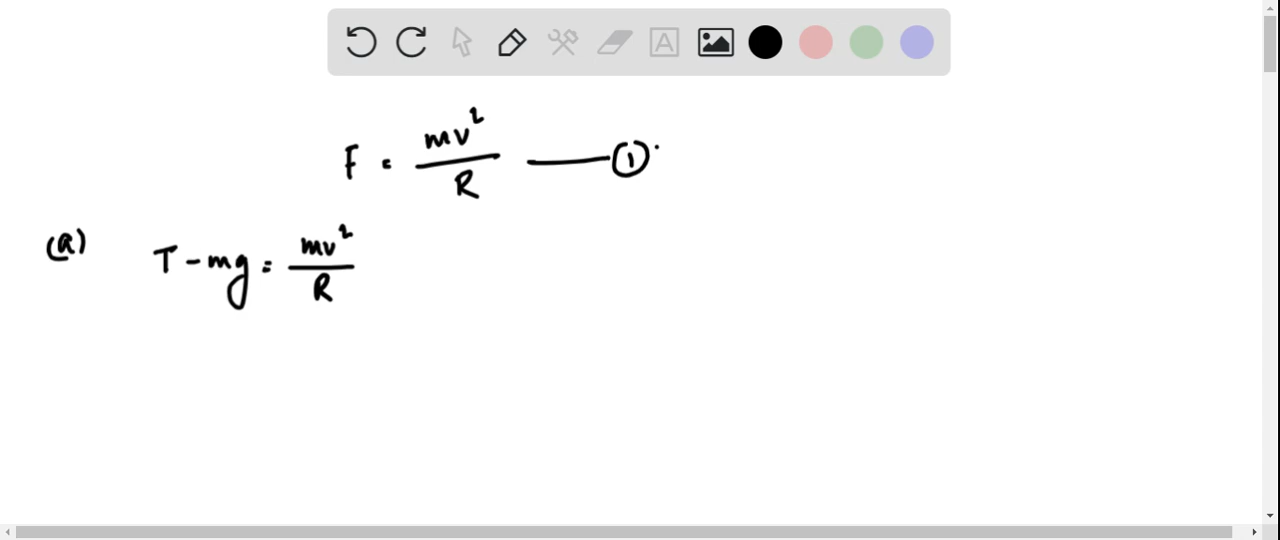 F = mv²/R —— ①
(a) T - mg = mv²/R